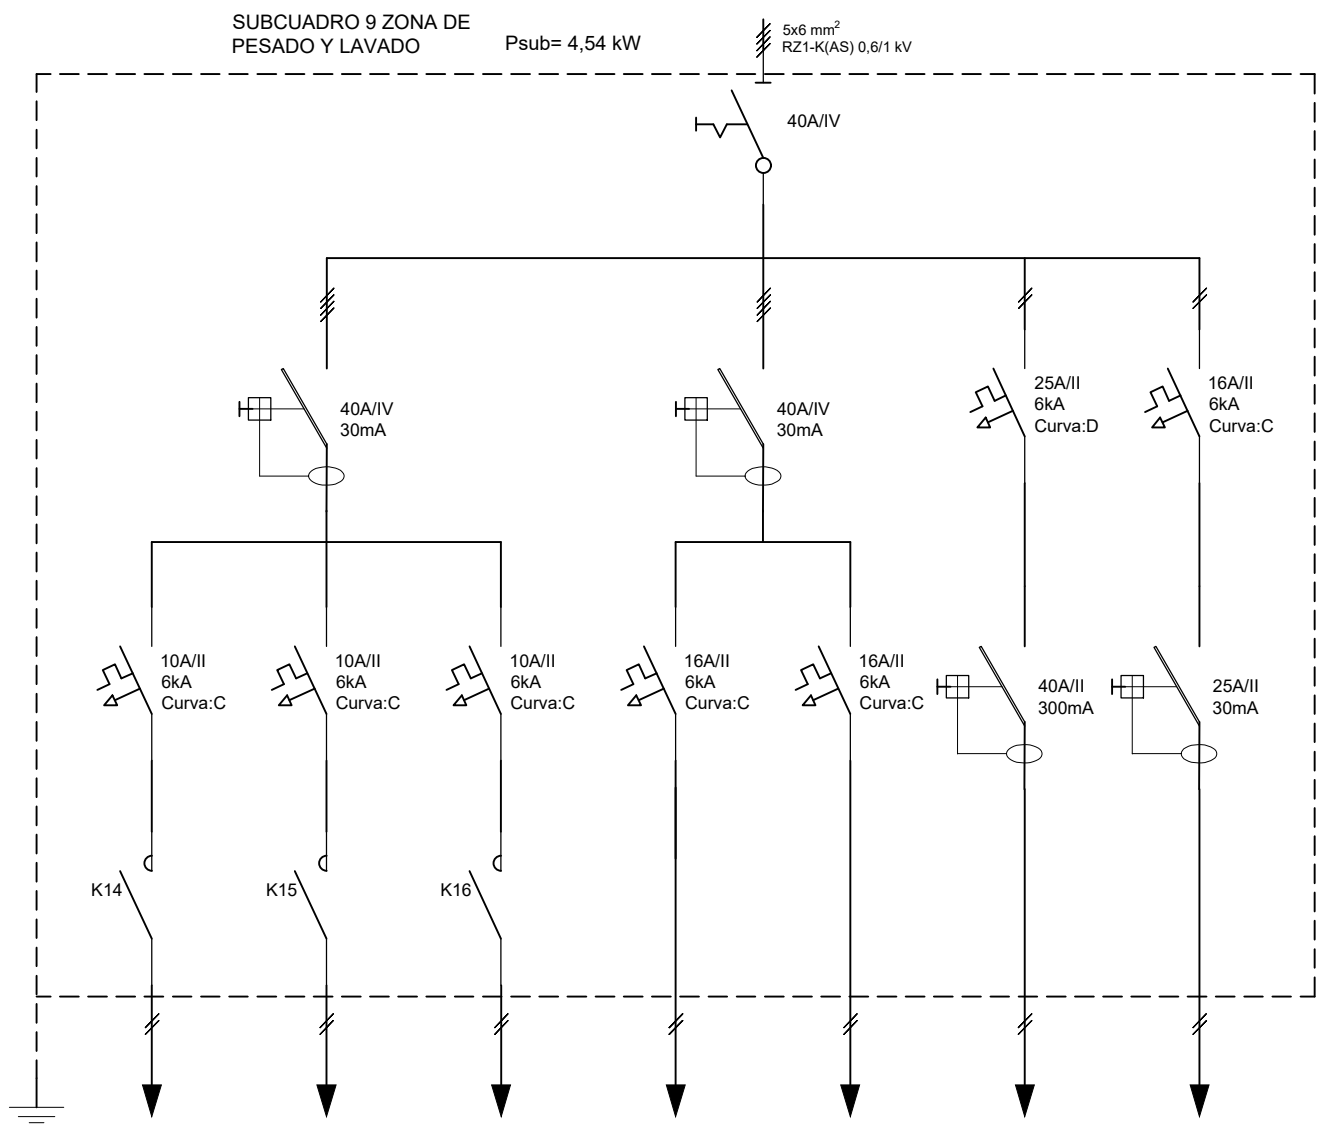 SUBCUADRO 9 ZONA DE
PESADO Y LAVADO
Psub= 4,54 kW
5x6 mm²
RZ1-K(AS) 0,6/1 kV
40A/IV
40A/IV
30mA
40A/IV
30mA
25A/II
6kA
Curva:D
16A/II
6kA
Curva:C
10A/II
6kA
Curva:C
10A/II
6kA
Curva:C
10A/II
6kA
Curva:C
16A/II
6kA
Curva:C
16A/II
6kA
Curva:C
40A/II
300mA
25A/II
30mA
K14
K15
K16